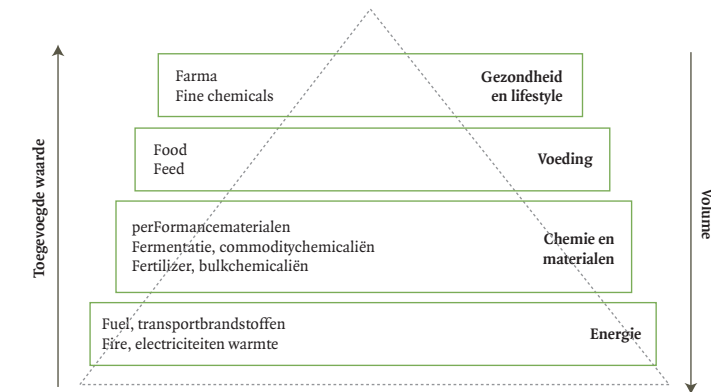 Toegevoegde waarde
Farma
Fine chemicals
Gezondheid
en lifestyle
Food
Feed
Voeding
perFormancematerialen
Fermentatie, commoditychemicaliën
Fertilizer, bulkchemicaliën
Chemie en
materialen
Fuel, transportbrandstoffen
Fire, electriciteiten warmte
Energie
Volume